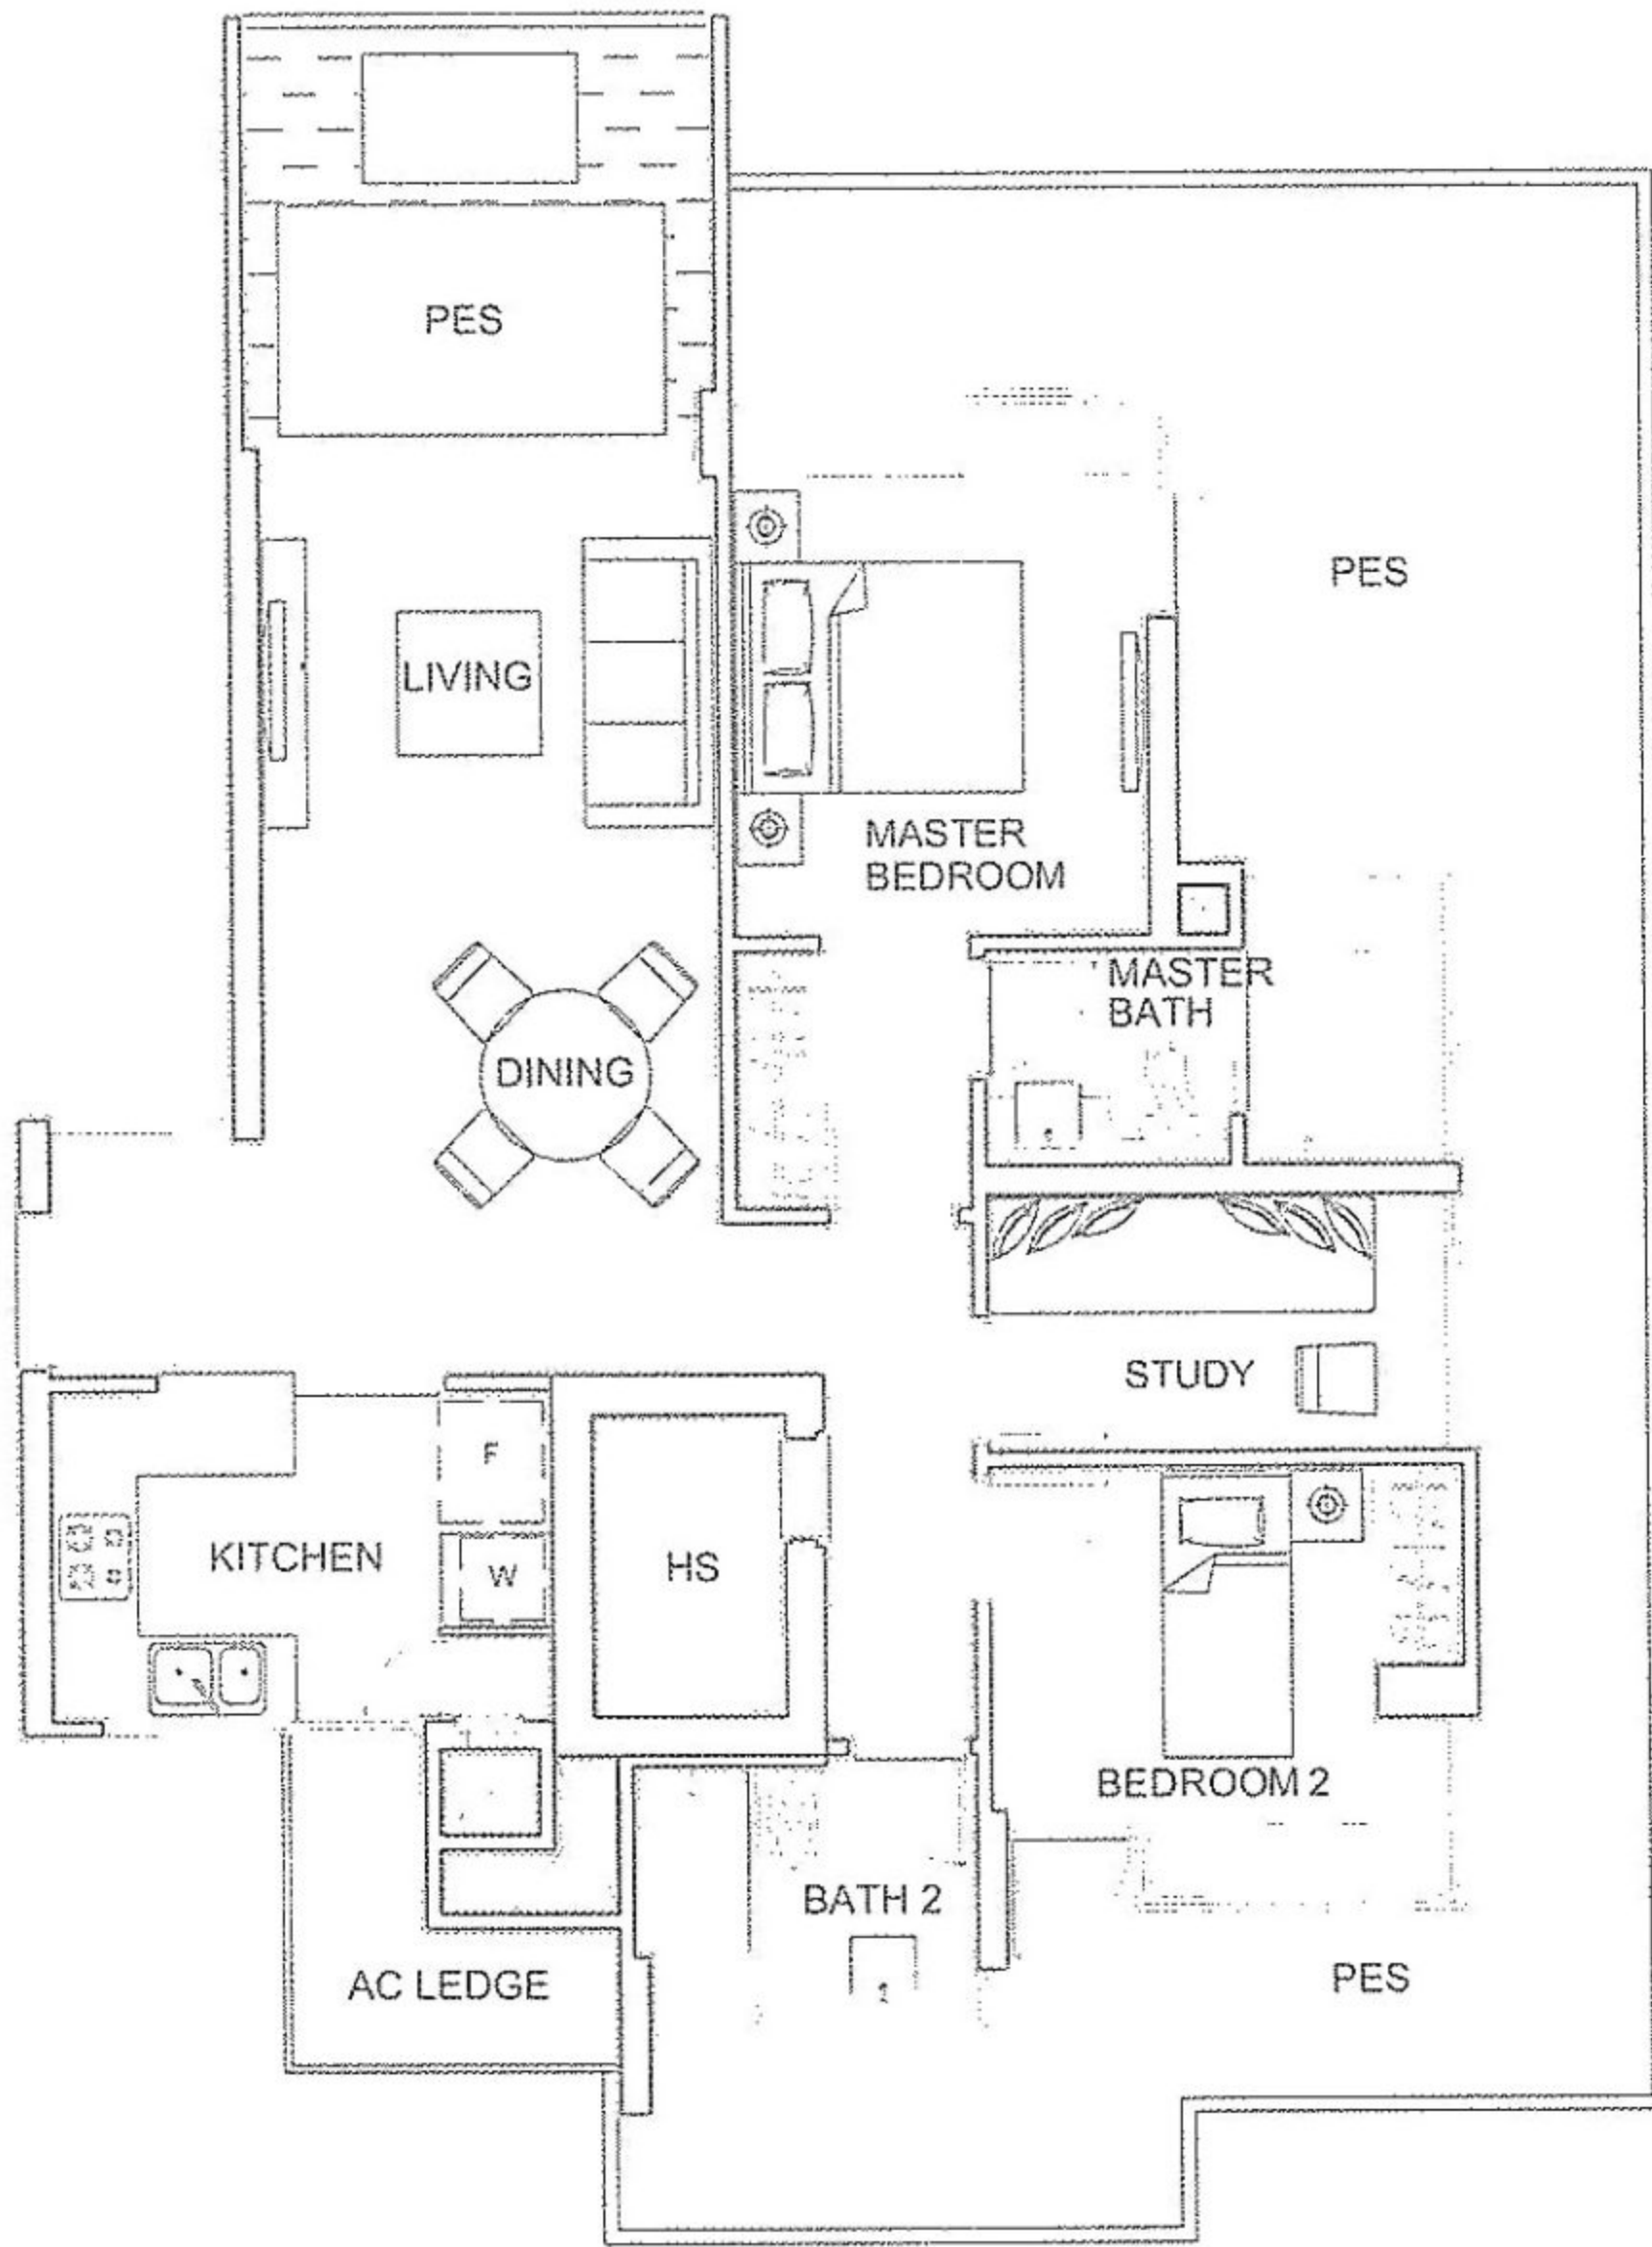 PES
PES
LIVING
MASTER
BEDROOM
MASTER
BATH
DINING
STUDY
F
W
KITCHEN
HS
BEDROOM 2
BATH 2
AC LEDGE
PES